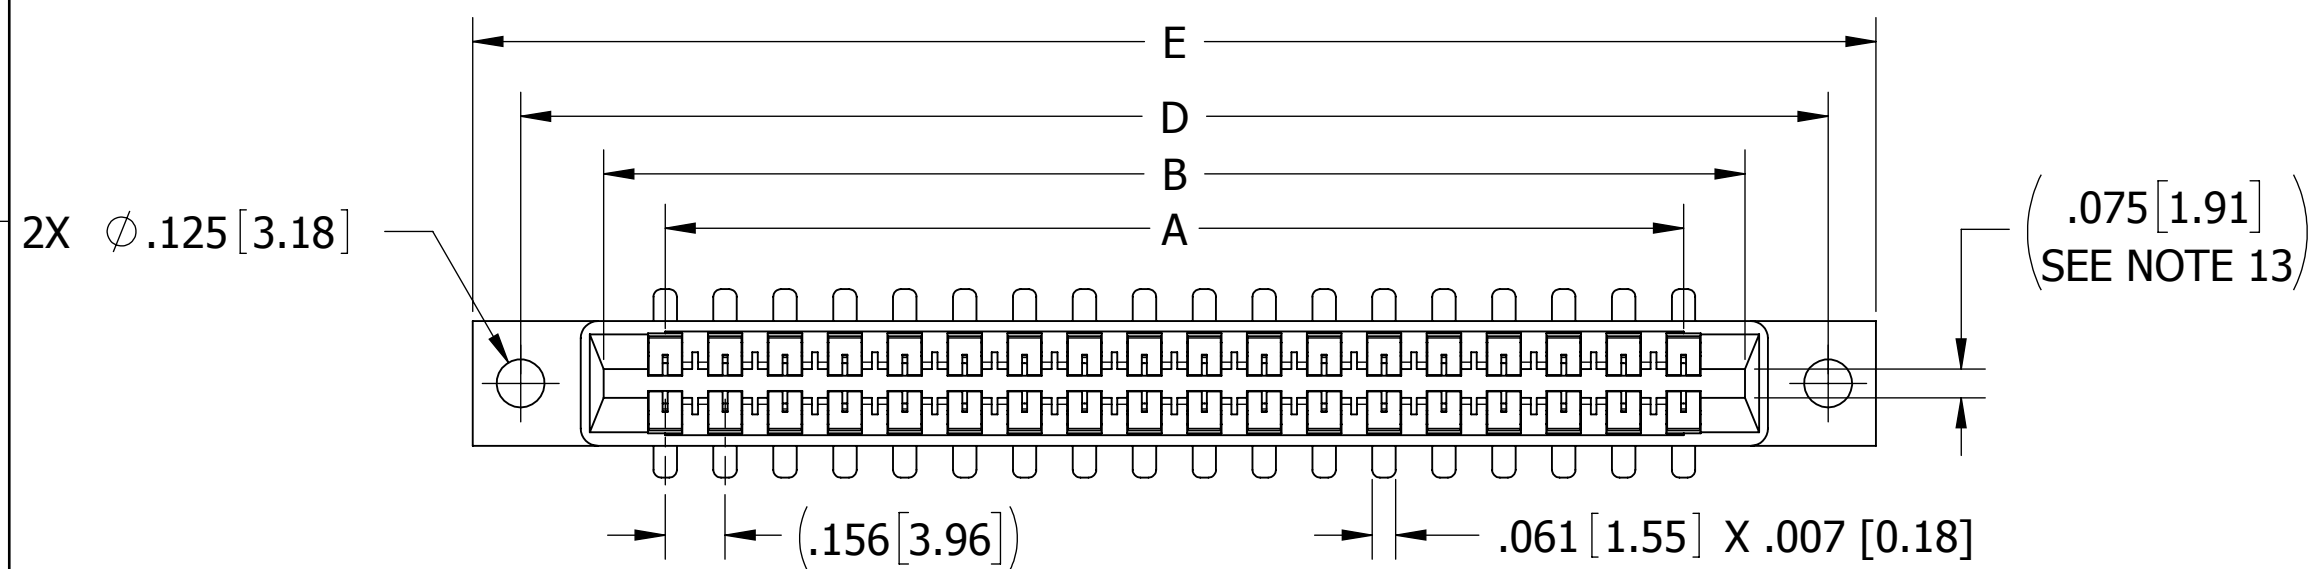 E
D
B
A
2X ∅.125[3.18]
(.075[1.91]
SEE NOTE 13)
(.156[3.96])
.061[1.55] X .007 [0.18]